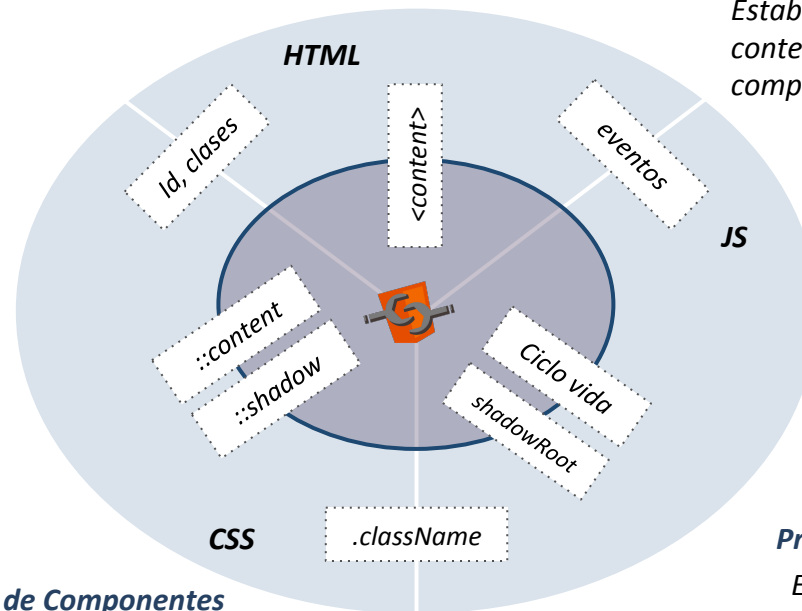 Estab
conte
comp
HTML
Id, clases
<content>
eventos
JS
::content
::shadow
Ciclo vida
shadowRoot
CSS
.className
Pr
E
de Componentes